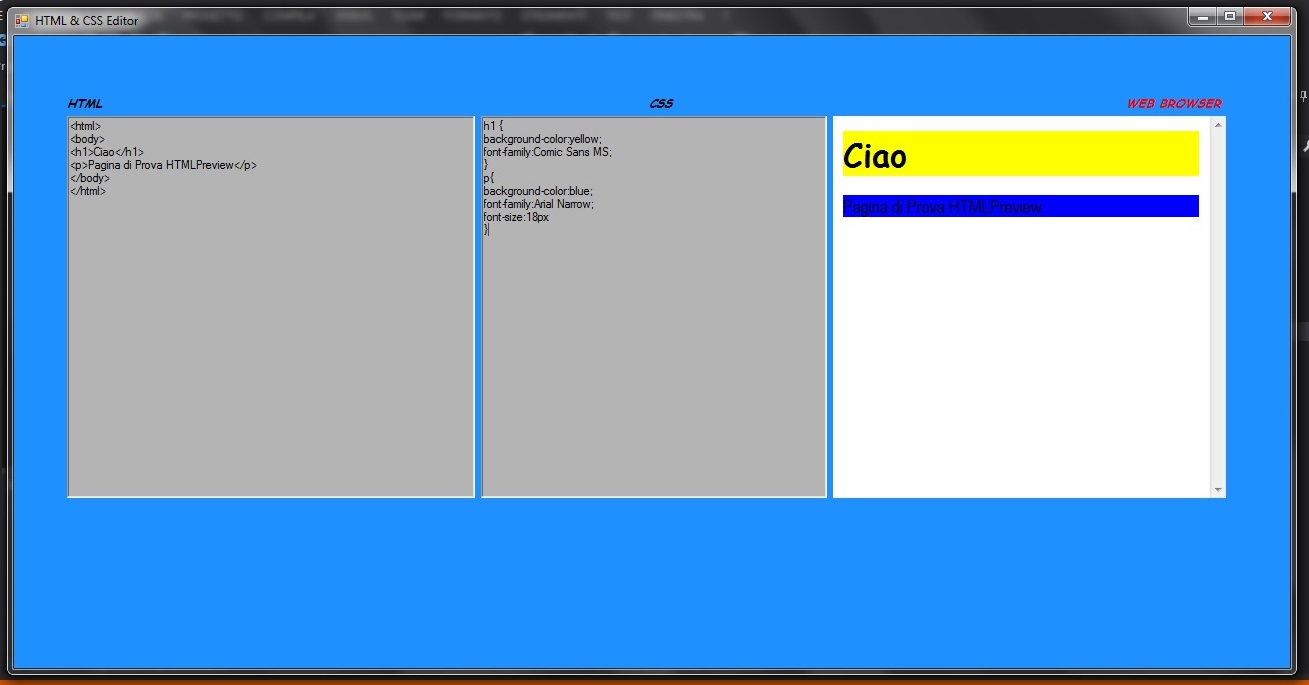 HTML & CSS Editor
HTML
CSS
WEB BROWSER
<html>
<body>
<h1>Ciao</h1>
<p>Pagina di Prova HTMLPreview</p>
</body>
</html>
h1 {
background-color:yellow;
font-family:Comic Sans MS;
}
p{
background-color:blue;
font-family:Arial Narrow;
font-size:18px
}
Ciao
Pagina di Prova HTMLPreview